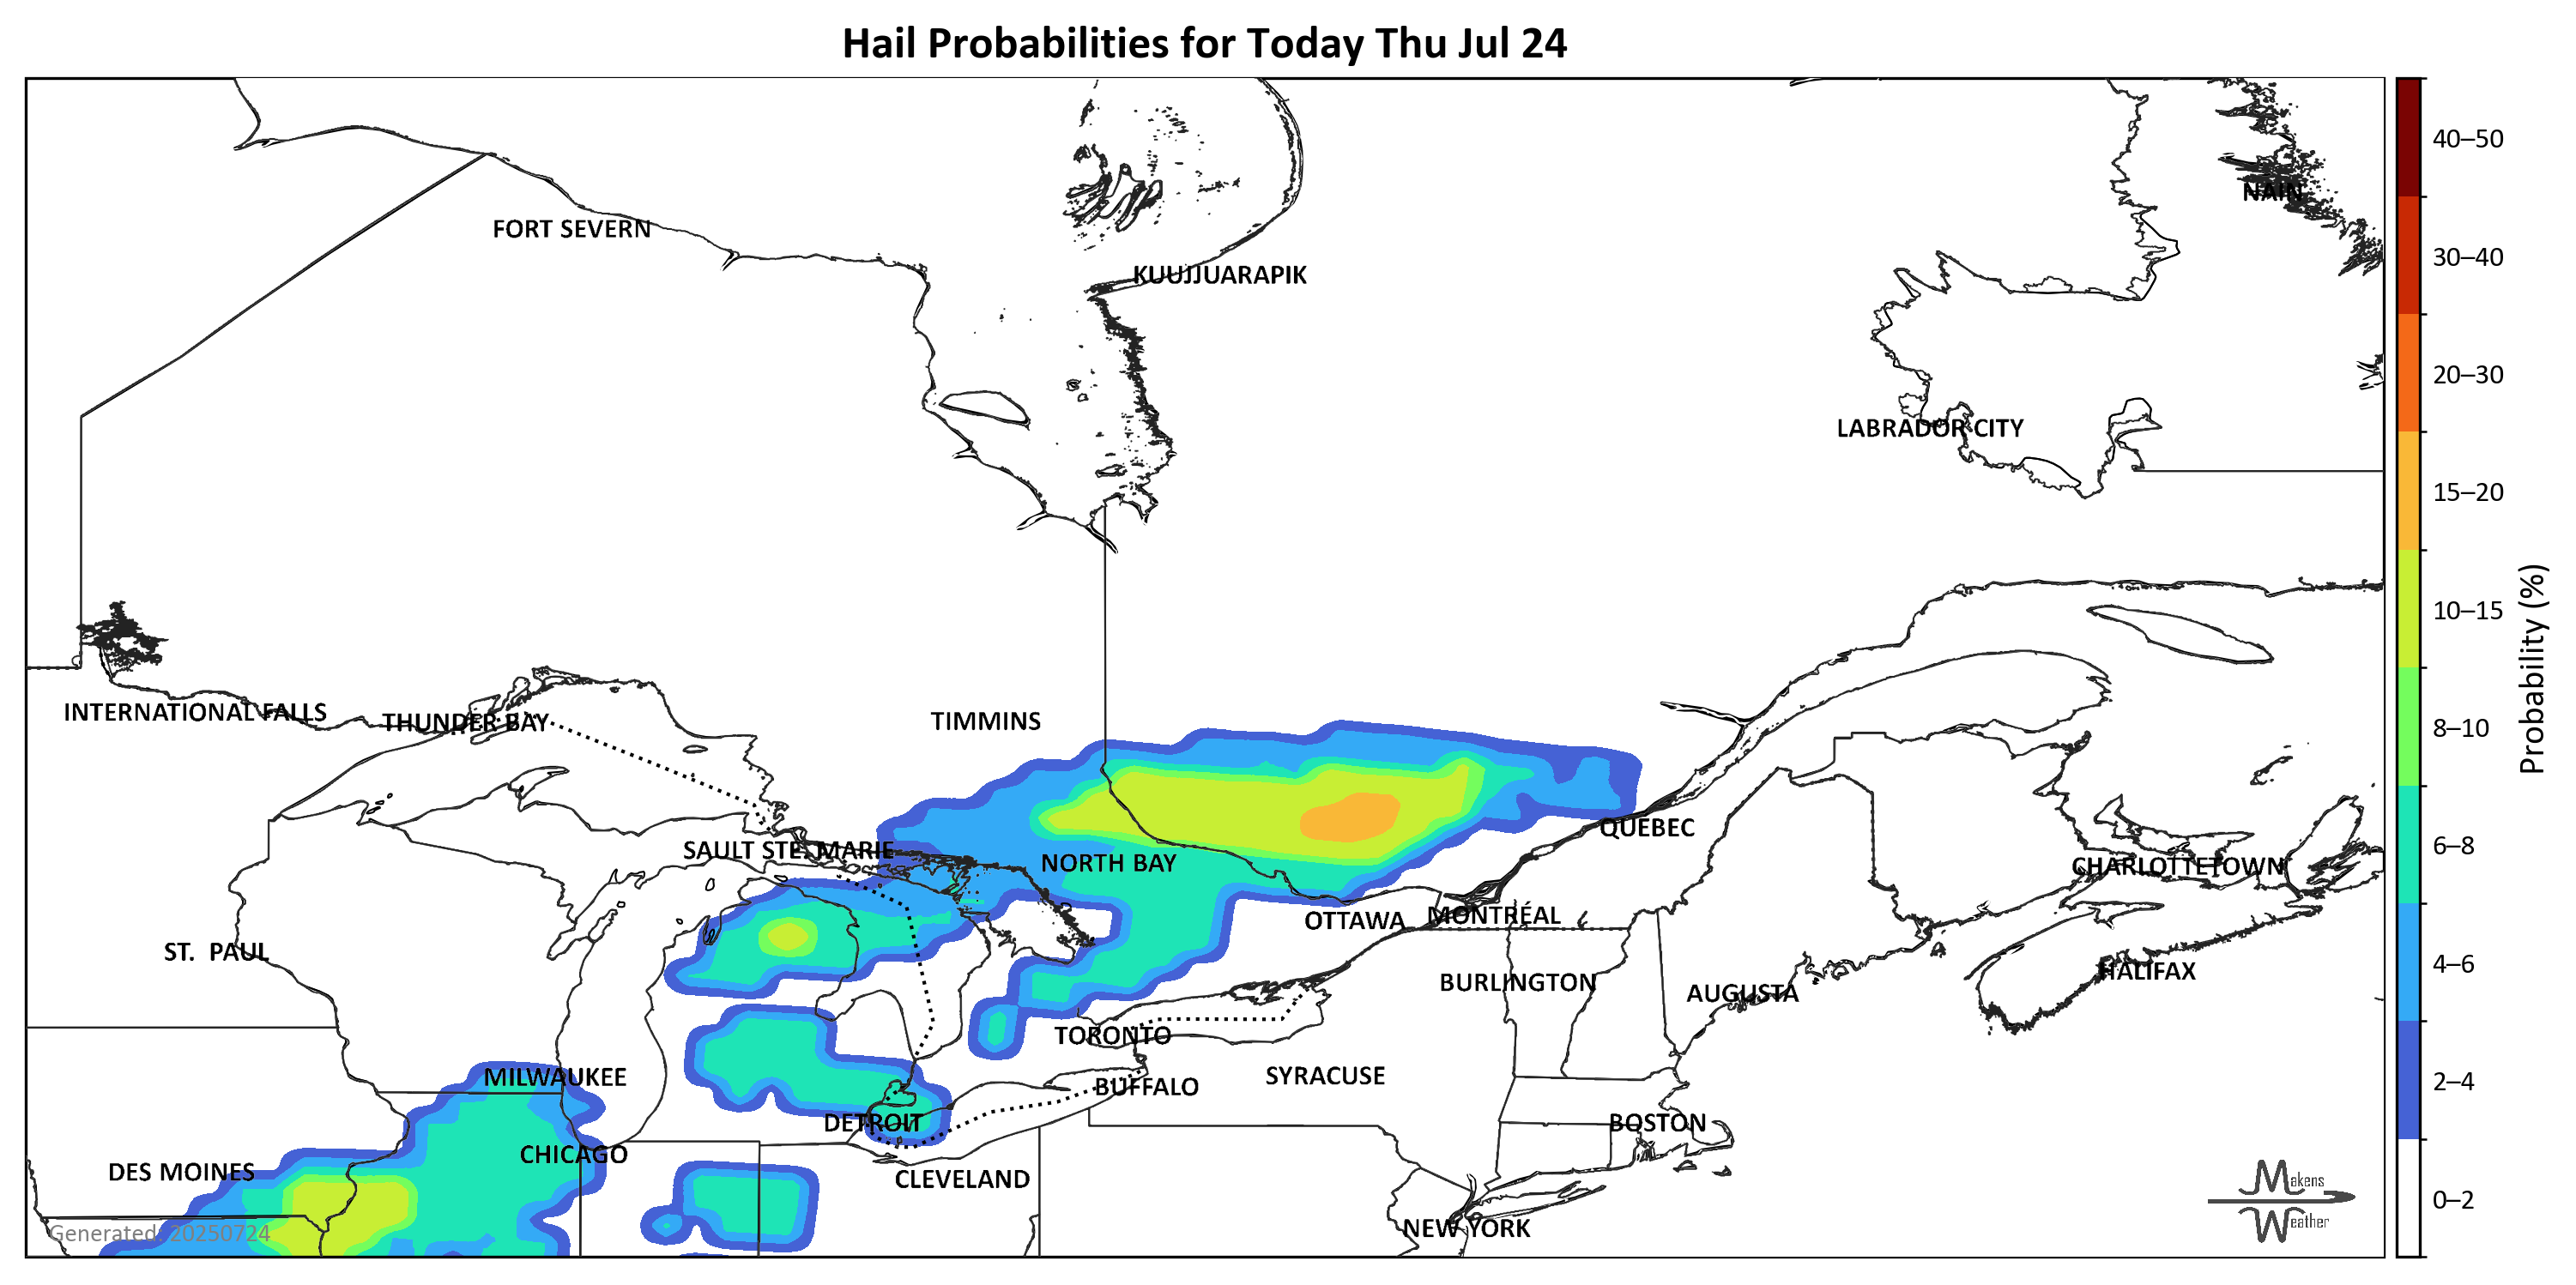 Hail Probabilities for Today Thu Jul 24
40–50
NAIN
FORT SEVERN
30–40
KUUJJUARAPIK
20–30
LABRADOR CITY
15–20
10–15
Probability (%)
INTERNATIONAL FALLS
THUNDER BAY
TIMMINS
8–10
QUÉBEC
SAULT STE. MARIE
6–8
NORTH BAY
CHARLOTTETOWN
OTTAWA
MONTRÉAL
ST. PAUL
4–6
HALIFAX
BURLINGTON
AUGUSTA
TORONTO
MILWAUKEE
SYRACUSE
2–4
BUFFALO
DETROIT
BOSTON
CHICAGO
DES MOINES
CLEVELAND
Makens
Weather
0–2
NEW YORK
Generated: 20250724